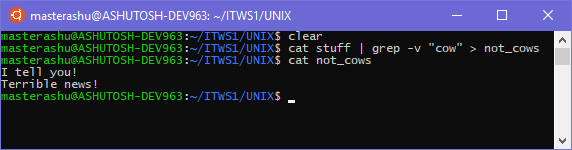 masterashu@ASHUTOSH-DEV963: ~/ITWS1/UNIX
masterashu@ASHUTOSH-DEV963:~/ITWS1/UNIX$ clear
masterashu@ASHUTOSH-DEV963:~/ITWS1/UNIX$ cat stuff | grep -v "cow" > not_cows
masterashu@ASHUTOSH-DEV963:~/ITWS1/UNIX$ cat not_cows
I tell you!
Terrible news!
masterashu@ASHUTOSH-DEV963:~/ITWS1/UNIX$